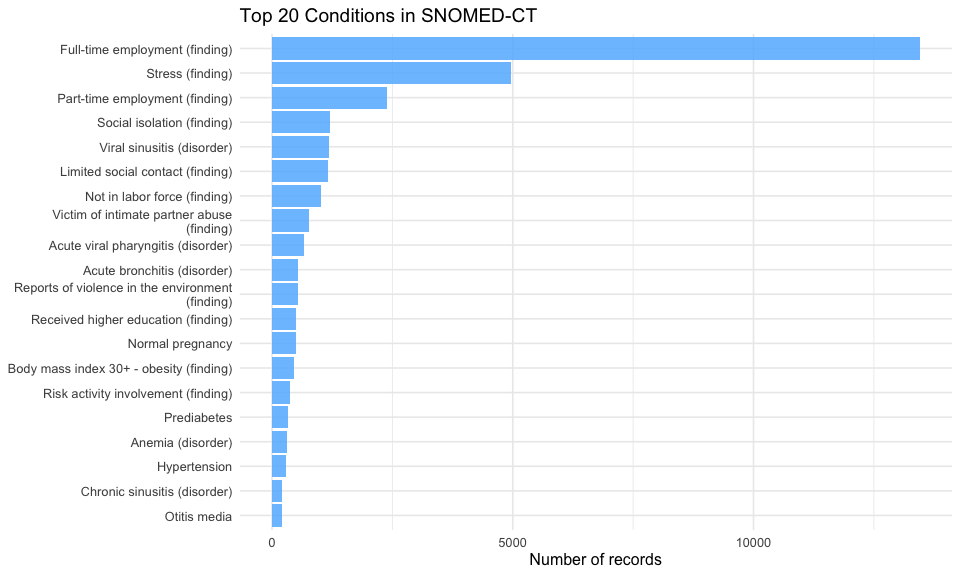 Top 20 Conditions in SNOMED-CT
Full-time employment (finding)
Stress (finding)
Part-time employment (finding)
Social isolation (finding)
Viral sinusitis (disorder)
Limited social contact (finding)
Not in labor force (finding)
Victim of intimate partner abuse
(finding)
Acute viral pharyngitis (disorder)
Acute bronchitis (disorder)
Reports of violence in the environment
(finding)
Received higher education (finding)
Normal pregnancy
Body mass index 30+ - obesity (finding)
Risk activity involvement (finding)
Prediabetes
Anemia (disorder)
Hypertension
Chronic sinusitis (disorder)
Otitis media
0 5000 10000
Number of records